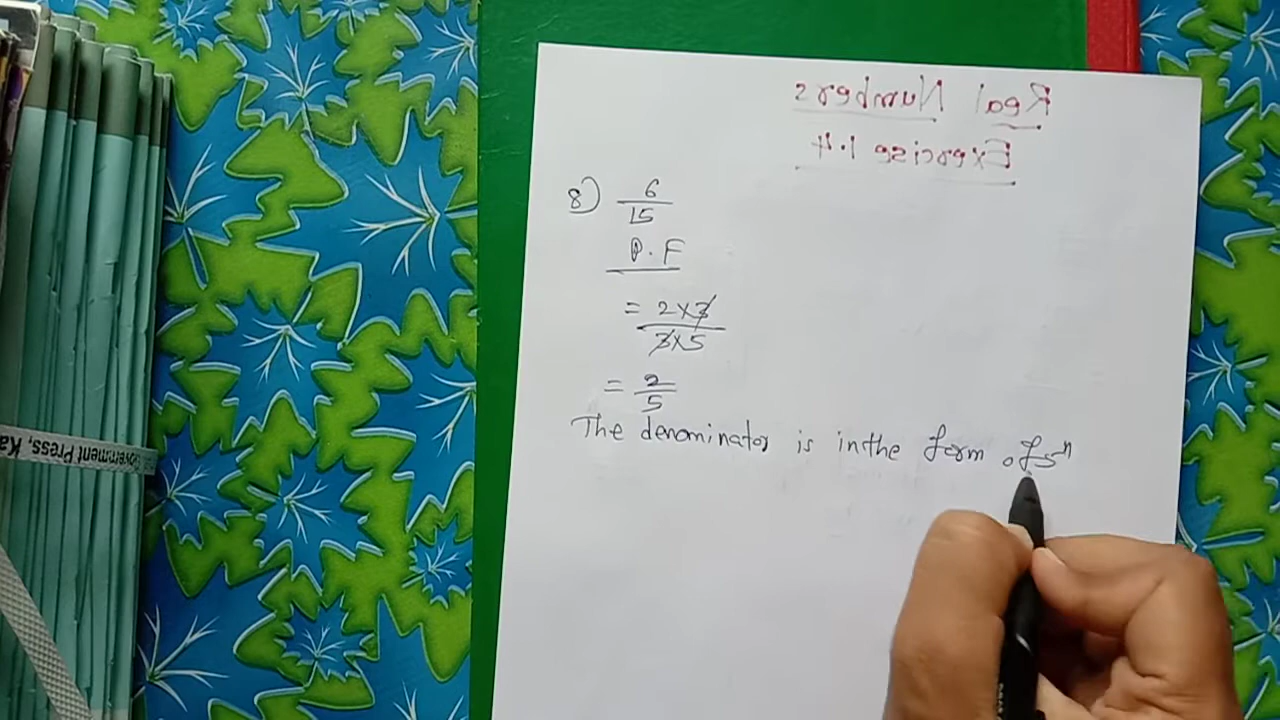 Real Numbers
Exercise 1.4
8) 6/15
P.F
= 2×3/3×5
= 2/5
The denominator is in the form of 5ⁿ
Government Press, Ka